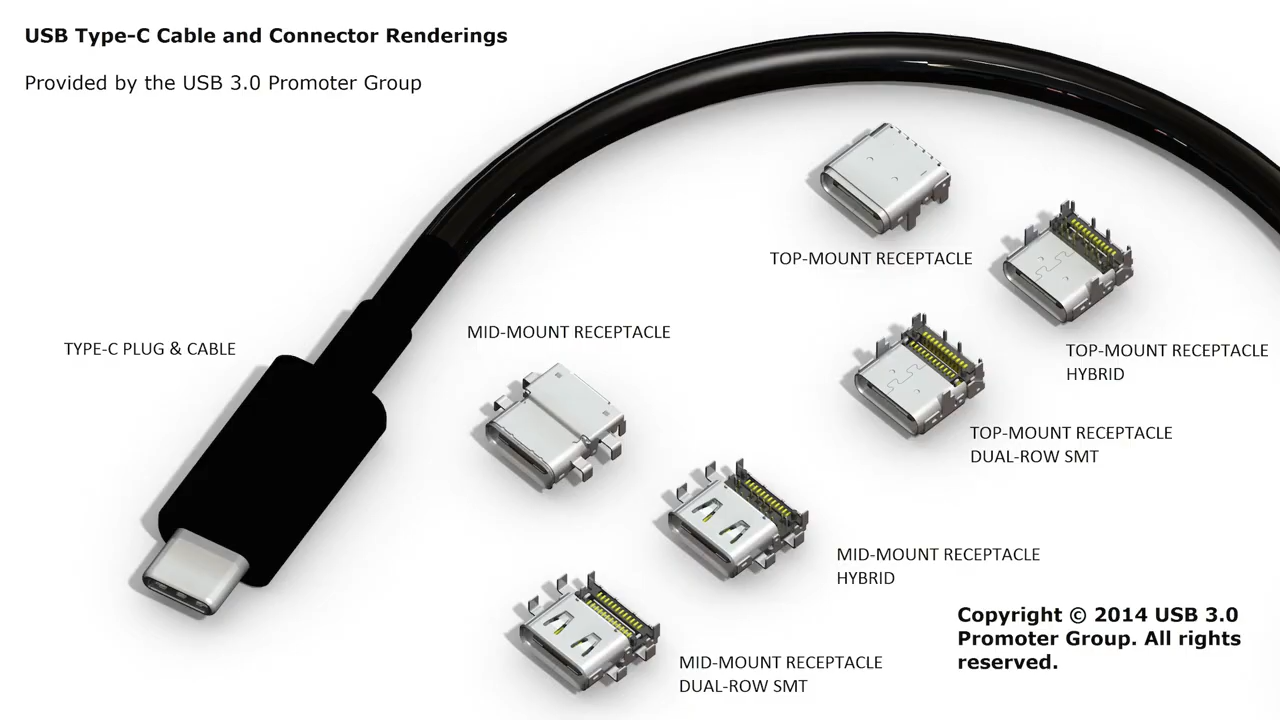 USB Type-C Cable and Connector Renderings
Provided by the USB 3.0 Promoter Group
TOP-MOUNT RECEPTACLE
MID-MOUNT RECEPTACLE
TYPE-C PLUG & CABLE
TOP-MOUNT RECEPTACLE
HYBRID
TOP-MOUNT RECEPTACLE
DUAL-ROW SMT
MID-MOUNT RECEPTACLE
HYBRID
Copyright © 2014 USB 3.0
Promoter Group. All rights
reserved.
MID-MOUNT RECEPTACLE
DUAL-ROW SMT